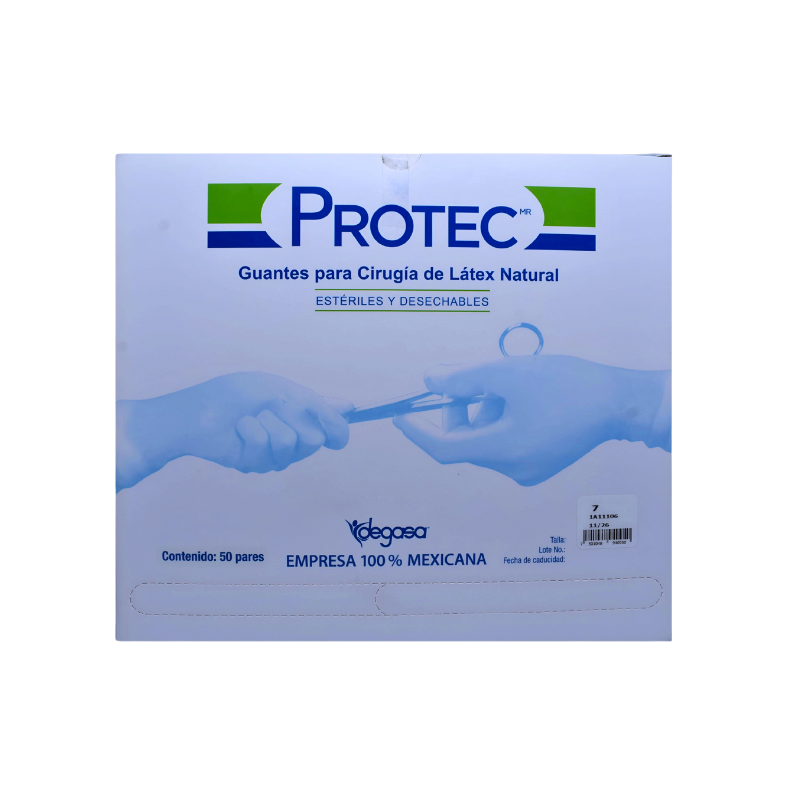 PROTEC MR
Guantes para Cirugía de Látex Natural
ESTÉRILES Y DESECHABLES
degasa
Contenido: 50 pares
EMPRESA 100 % MEXICANA
Talla:
Lote No.:
Fecha de caducidad:
7
1A11106
11/26